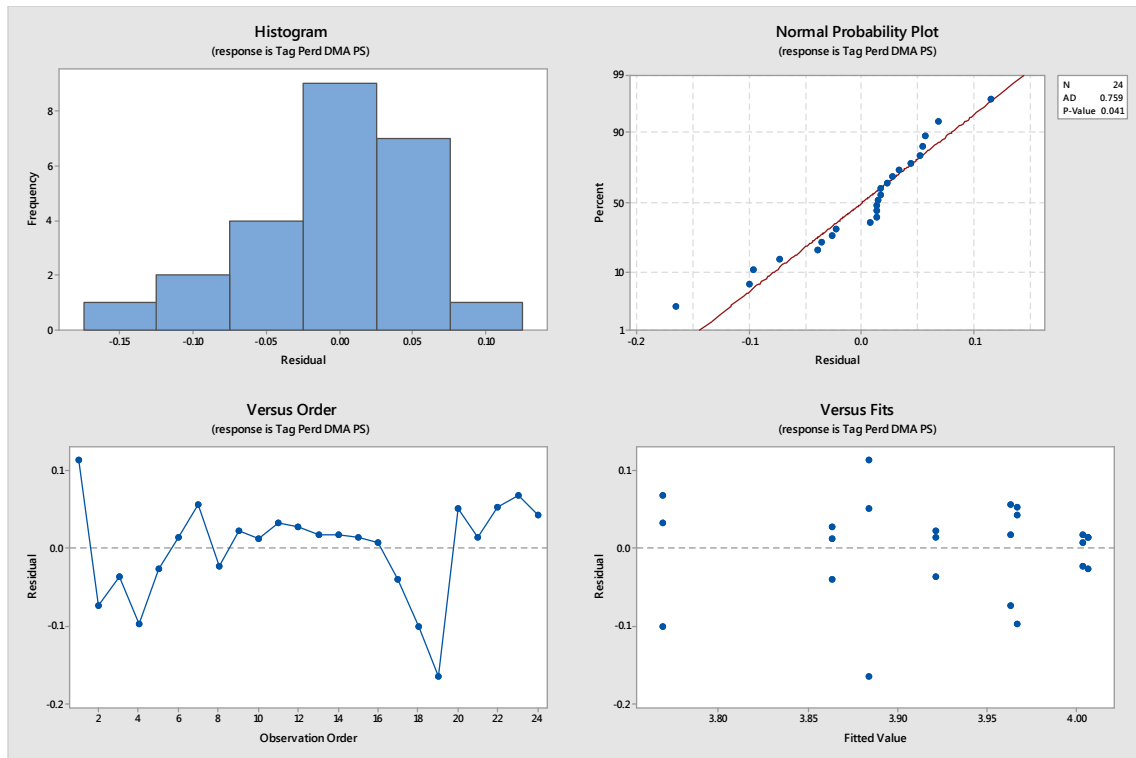 Histogram
(response is Tag Perd DMA PS)
8
6
4
2
0
Frequency
-0.15 -0.10 -0.05 0.00 0.05 0.10
Residual
Normal Probability Plot
(response is Tag Perd DMA PS)
99
90
50
10
1
Percent
-0.2 -0.1 0.0 0.1
Residual
N 24
AD 0.759
P-Value 0.041
Versus Order
(response is Tag Perd DMA PS)
0.1
0.0
-0.1
-0.2
Residual
2 4 6 8 10 12 14 16 18 20 22 24
Observation Order
Versus Fits
(response is Tag Perd DMA PS)
0.1
0.0
-0.1
-0.2
Residual
3.80 3.85 3.90 3.95 4.00
Fitted Value